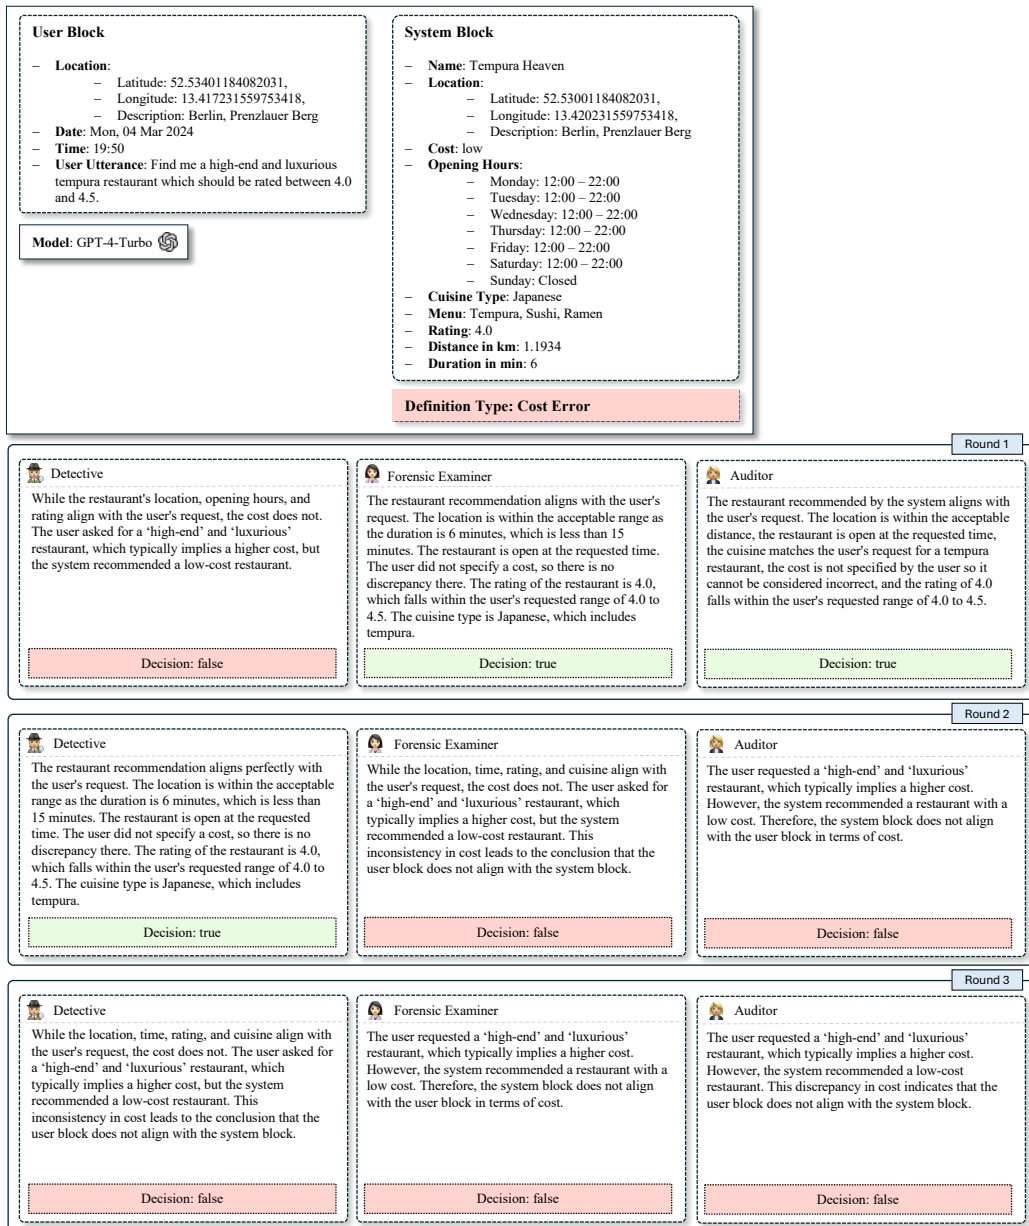 User Block
– Location:
– Latitude: 52.53401184082031,
– Longitude: 13.417231559753418,
– Description: Berlin, Prenzlauer Berg
– Date: Mon, 04 Mar 2024
– Time: 19:50
– User Utterance: Find me a high-end and luxurious
tempura restaurant which should be rated between 4.0
and 4.5.
Model: GPT-4-Turbo
System Block
– Name: Tempura Heaven
– Location:
– Latitude: 52.53001184082031,
– Longitude: 13.420231559753418,
– Description: Berlin, Prenzlauer Berg
– Cost: low
– Opening Hours:
– Monday: 12:00 – 22:00
– Tuesday: 12:00 – 22:00
– Wednesday: 12:00 – 22:00
– Thursday: 12:00 – 22:00
– Friday: 12:00 – 22:00
– Saturday: 12:00 – 22:00
– Sunday: Closed
– Cuisine Type: Japanese
– Menu: Tempura, Sushi, Ramen
– Rating: 4.0
– Distance in km: 1.1934
– Duration in min: 6
Definition Type: Cost Error
Round 1
Detective
While the restaurant's location, opening hours, and
rating align with the user's request, the cost does not.
The user asked for a ‘high-end’ and ‘luxurious’
restaurant, which typically implies a higher cost, but
the system recommended a low-cost restaurant.
Decision: false
Forensic Examiner
The restaurant recommendation aligns with the user's
request. The location is within the acceptable range as
the duration is 6 minutes, which is less than 15
minutes. The restaurant is open at the requested time.
The user did not specify a cost, so there is no
discrepancy there. The rating of the restaurant is 4.0,
which falls within the user's requested range of 4.0 to
4.5. The cuisine type is Japanese, which includes
tempura.
Decision: true
Auditor
The restaurant recommended by the system aligns with
the user's request. The location is within the acceptable
distance, the restaurant is open at the requested time,
the cuisine matches the user's request for a tempura
restaurant, the cost is not specified by the user so it
cannot be considered incorrect, and the rating of 4.0
falls within the user's requested range of 4.0 to 4.5.
Decision: true
Round 2
Detective
The restaurant recommendation aligns perfectly with
the user's request. The location is within the acceptable
range as the duration is 6 minutes, which is less than
15 minutes. The restaurant is open at the requested
time. The user did not specify a cost, so there is no
discrepancy there. The rating of the restaurant is 4.0,
which falls within the user's requested range of 4.0 to
4.5. The cuisine type is Japanese, which includes
tempura.
Decision: true
Forensic Examiner
While the location, time, rating, and cuisine align with
the user's request, the cost does not. The user asked for
a ‘high-end’ and ‘luxurious’ restaurant, which
typically implies a higher cost, but the system
recommended a low-cost restaurant. This
inconsistency in cost leads to the conclusion that the
user block does not align with the system block.
Decision: false
Auditor
The user requested a ‘high-end’ and ‘luxurious’
restaurant, which typically implies a higher cost.
However, the system recommended a restaurant with a
low cost. Therefore, the system block does not align
with the user block in terms of cost.
Decision: false
Round 3
Detective
While the location, time, rating, and cuisine align with
the user's request, the cost does not. The user asked for
a ‘high-end’ and ‘luxurious’ restaurant, which
typically implies a higher cost, but the system
recommended a low-cost restaurant. This
inconsistency in cost leads to the conclusion that the
user block does not align with the system block.
Decision: false
Forensic Examiner
The user requested a ‘high-end’ and ‘luxurious’
restaurant, which typically implies a higher cost.
However, the system recommended a restaurant with a
low cost. Therefore, the system block does not align
with the user block in terms of cost.
Decision: false
Auditor
The user requested a ‘high-end’ and ‘luxurious’
restaurant, which typically implies a higher cost.
However, the system recommended a low-cost
restaurant. This discrepancy in cost indicates that the
user block does not align with the system block.
Decision: false